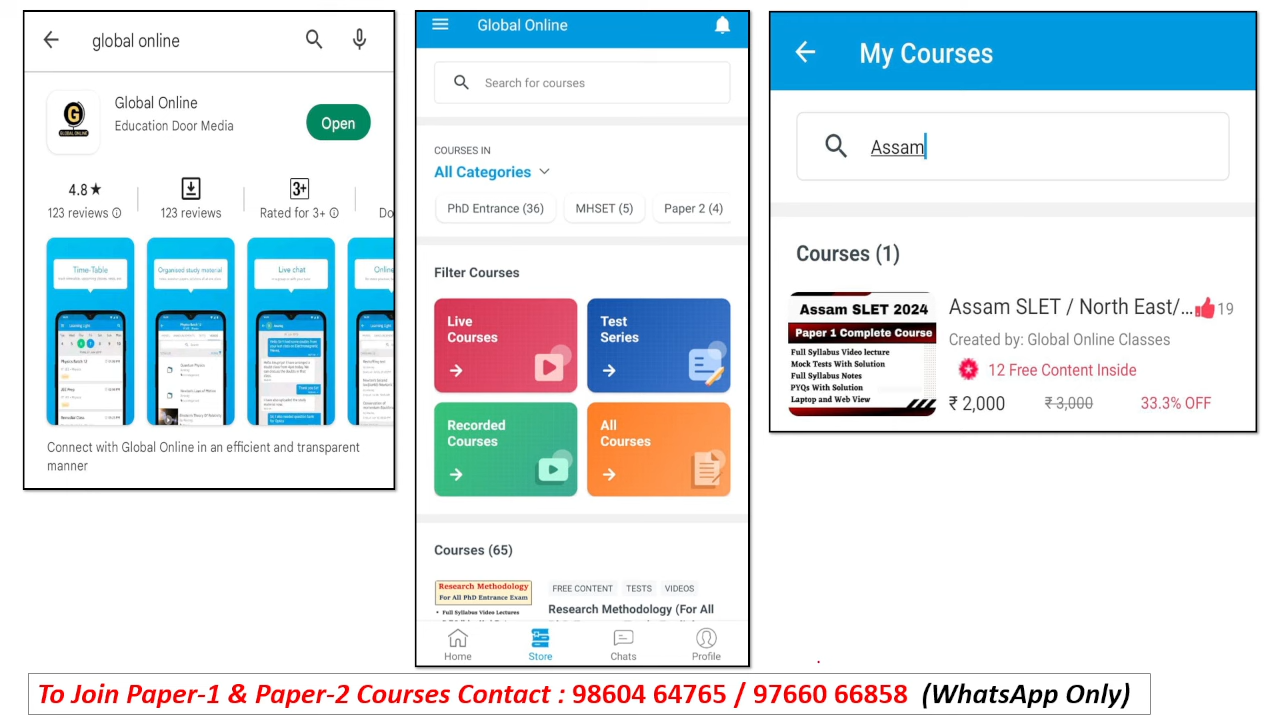 global online
Global Online
Education Door Media
Open
4.8★
123 reviews
123 reviews
3+
Rated for 3+
Do
Time-Table
Organised study material
Live chat
Online
Connect with Global Online in an efficient and transparent
manner
Global Online
Search for courses
COURSES IN
All Categories
PhD Entrance (36)
MHSET (5)
Paper 2 (4)
Filter Courses
Live
Courses
Test
Series
Recorded
Courses
All
Courses
Courses (65)
Research Methodology
For All PhD Entrance Exam
• Full Syllabus Video Lectures
FREE CONTENT
TESTS
VIDEOS
Research Methodology (For All
Home
Store
Chats
Profile
My Courses
Assam
Courses (1)
Assam SLET 2024
Paper 1 Complete Course
Full Syllabus Video lecture
Mock Tests With Solution
Full Syllabus Notes
PYQs With Solution
Laptop and Web View
Assam SLET / North East/...
19
Created by: Global Online Classes
12 Free Content Inside
₹ 2,000
₹ 3,000
33.3% OFF
To Join Paper-1 & Paper-2 Courses Contact : 98604 64765 / 97660 66858 (WhatsApp Only)